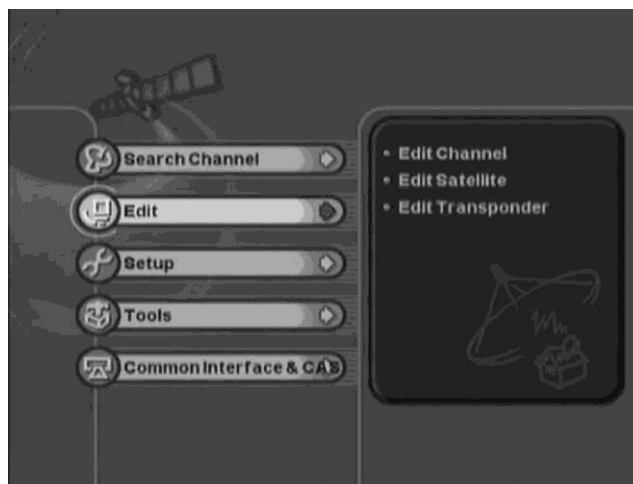 Search Channel
Edit
Setup
Tools
Common Interface & CAS
• Edit Channel
• Edit Satellite
• Edit Transponder